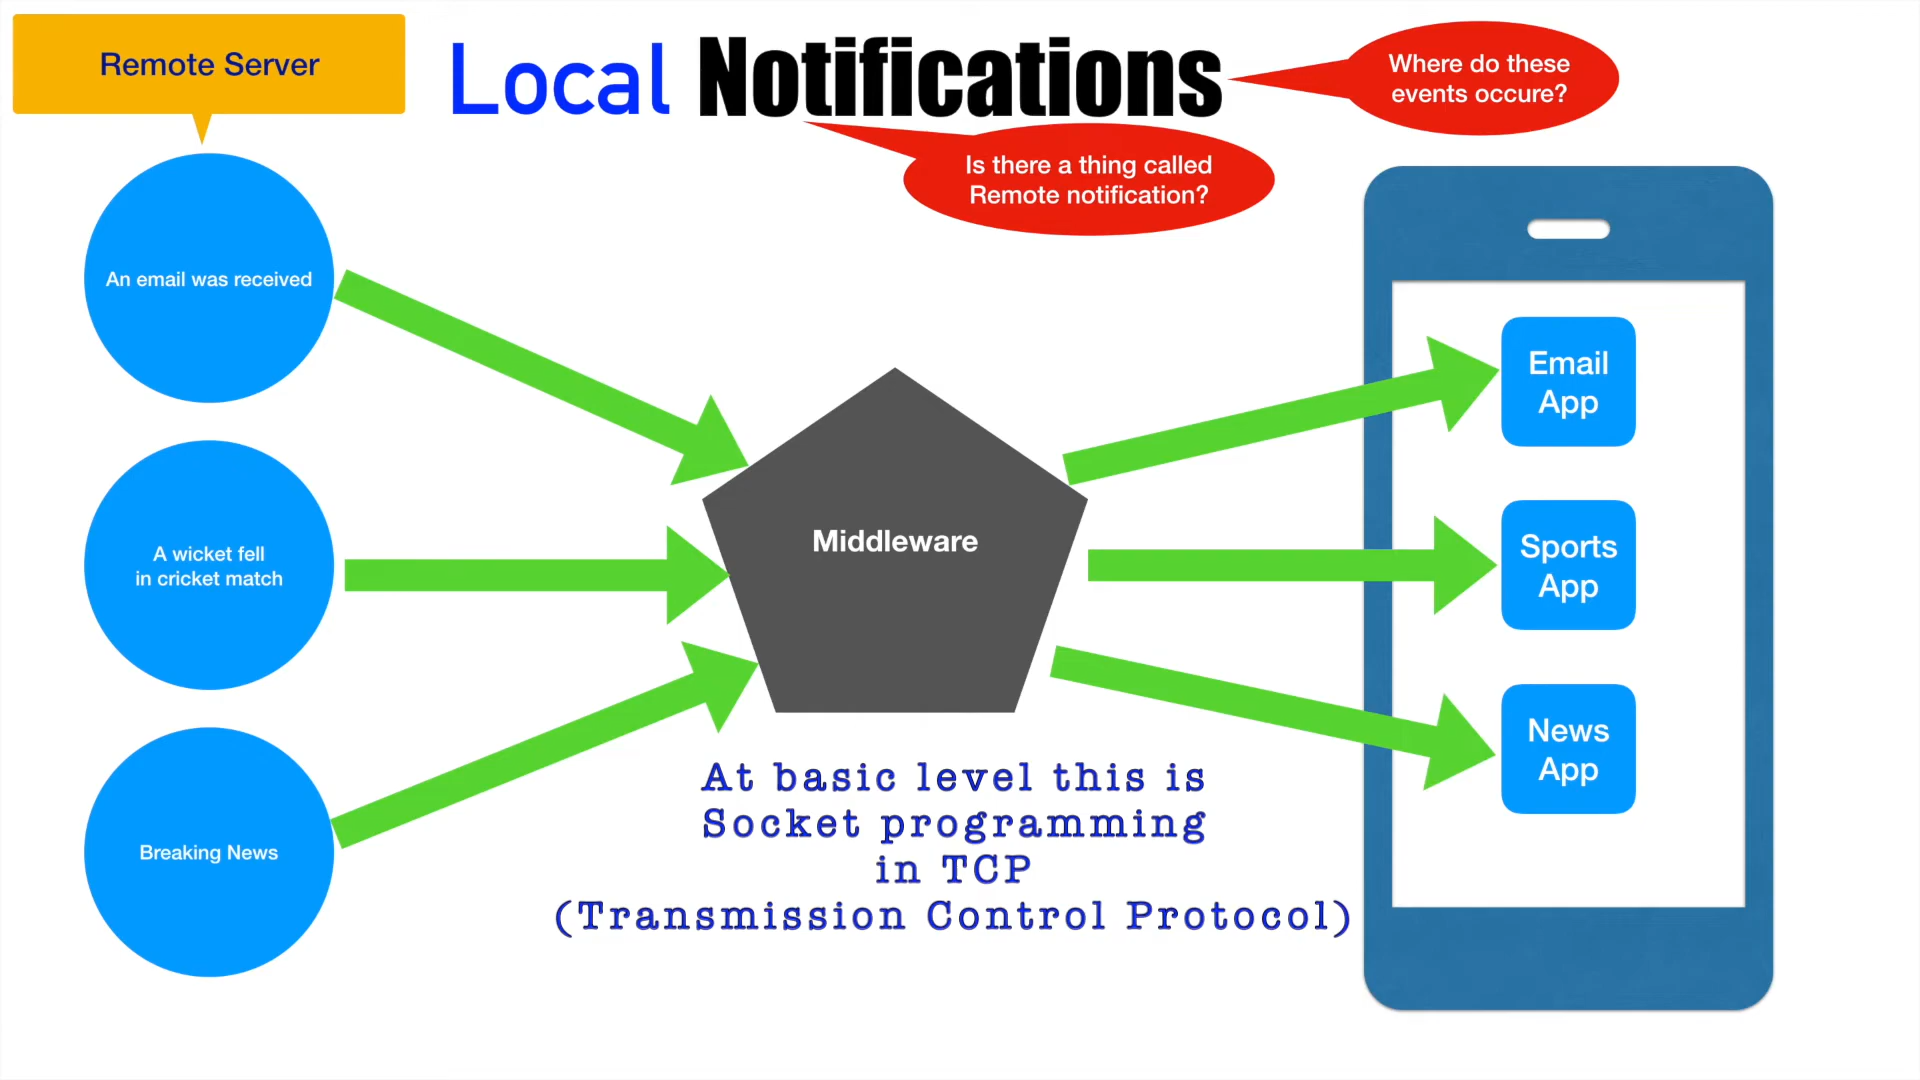 Remote Server
Local Notifications
Where do these
events occure?
Is there a thing called
Remote notification?
An email was received
A wicket fell
in cricket match
Breaking News
Middleware
At basic level this is
Socket programming
in TCP
(Transmission Control Protocol)
Email
App
Sports
App
News
App